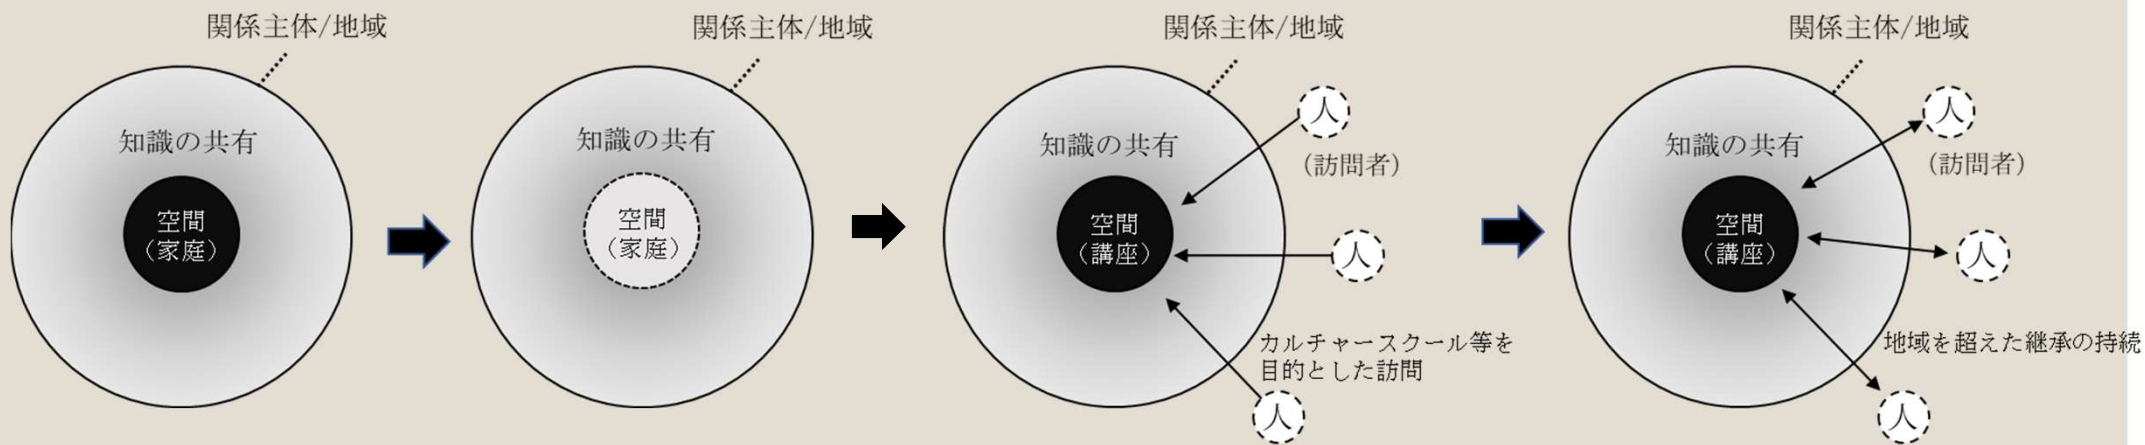 関係主体/地域
知識の共有
空間
（家庭）
関係主体/地域
知識の共有
空間
（家庭）
関係主体/地域
知識の共有
空間
（講座）
人
(訪問者)
人
カルチャースクール等を
目的とした訪問
人
関係主体/地域
知識の共有
空間
（講座）
人
(訪問者)
人
地域を超えた継承の持続
人